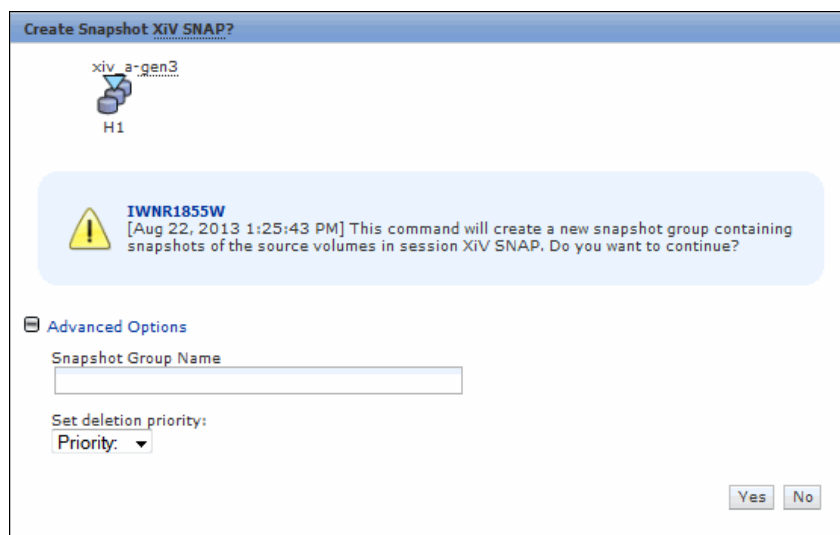 Create Snapshot XiV SNAP?
xiv_a-gen3
H1
IWNR1855W
[Aug 22, 2013 1:25:43 PM] This command will create a new snapshot group containing
snapshots of the source volumes in session XiV SNAP. Do you want to continue?
Advanced Options
Snapshot Group Name
Set deletion priority:
Priority:
Yes No